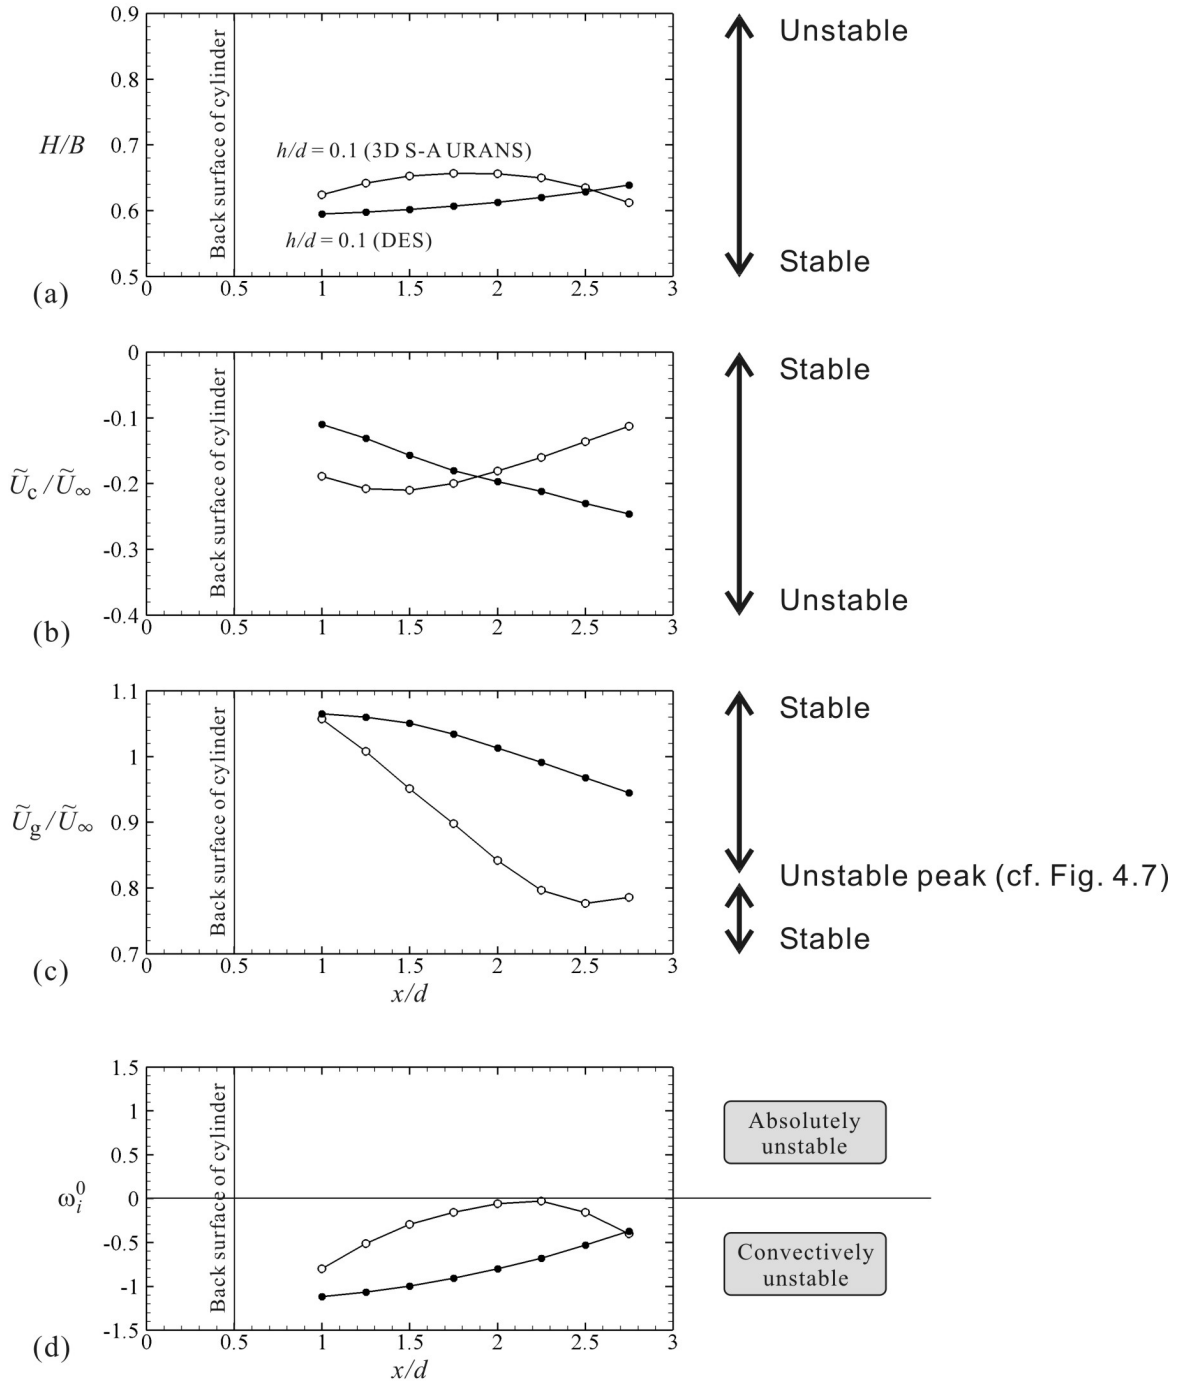 0.9
0.8
0.7
0.6
0.5
H/B
Back surface of cylinder
h/d = 0.1 (3D S-A URANS)
h/d = 0.1 (DES)
0 0.5 1 1.5 2 2.5 3
(a)
Unstable
Stable
0
-0.1
-0.2
-0.3
-0.4
Ũc/Ũ∞
Back surface of cylinder
0 0.5 1 1.5 2 2.5 3
(b)
Stable
Unstable
1.1
1
0.9
0.8
0.7
Ũg/Ũ∞
Back surface of cylinder
0 0.5 1 1.5 2 2.5 3
x/d
(c)
Stable
Unstable peak (cf. Fig. 4.7)
Stable
1.5
1
0.5
0
-0.5
-1
-1.5
ω_i^0
Back surface of cylinder
0 0.5 1 1.5 2 2.5 3
x/d
(d)
Absolutely
unstable
Convectively
unstable